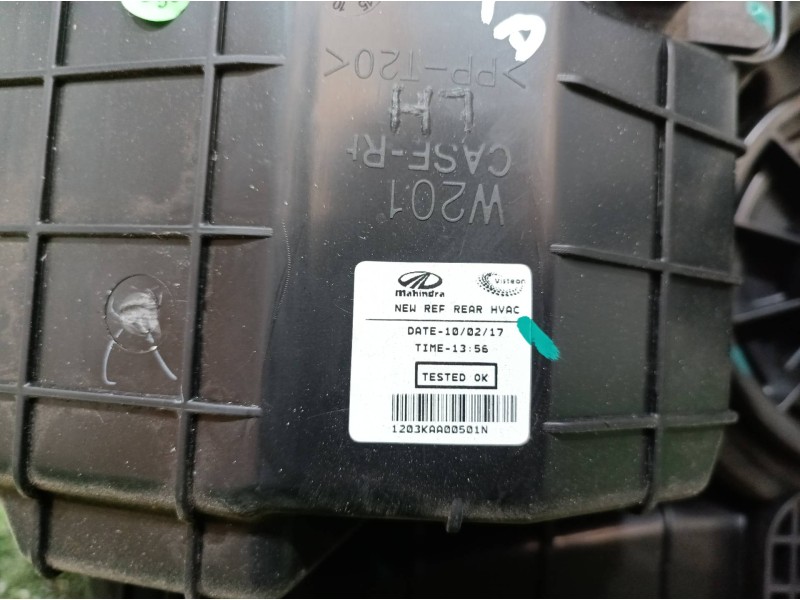 Mahindra Visteon
NEW REF REAR HVAC
DATE-10/02/17
TIME-13:56
TESTED OK
1203KAA00501N
W201
CASE-RH
LH
>PP-T20<